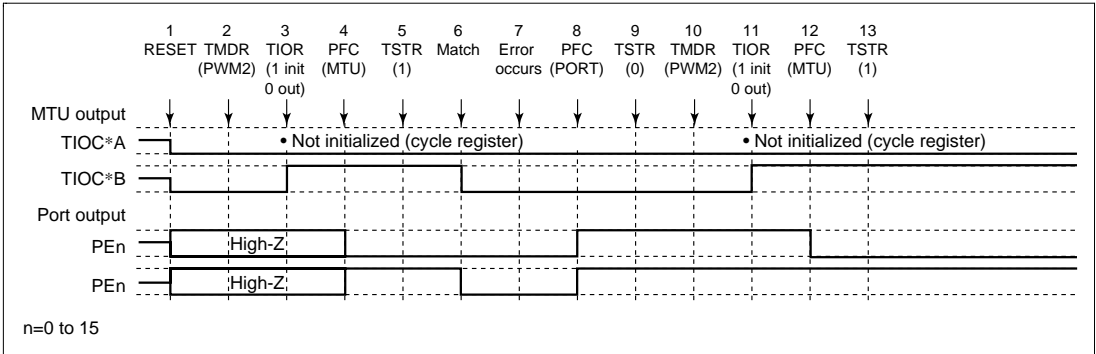 1 2 3 4 5 6 7 8 9 10 11 12 13
RESET TMDR TIOR PFC TSTR Match Error PFC TSTR TMDR TIOR PFC TSTR
(PWM2) (1 init (MTU) (1) occurs (PORT) (0) (PWM2) (1 init (MTU) (1)
0 out) 0 out)
MTU output
TIOC*A • Not initialized (cycle register) • Not initialized (cycle register)
TIOC*B
Port output
PEn High-Z
PEn High-Z
n=0 to 15